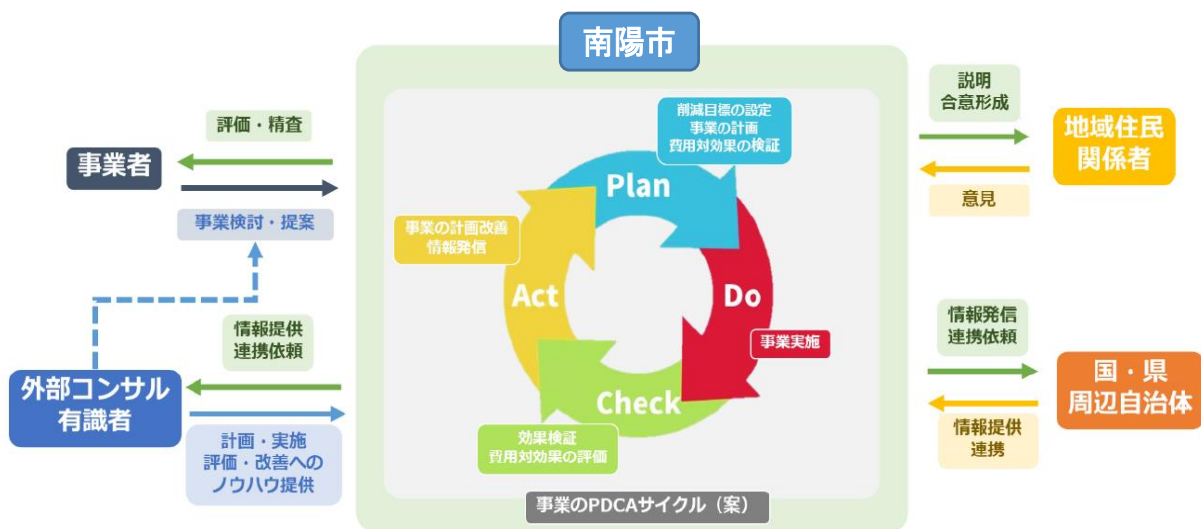 南陽市
評価・精査
事業者
事業検討・提案
情報提供
連携依頼
外部コンサル
有識者
計画・実施
評価・改善への
ノウハウ提供
削減目標の設定
事業の計画
費用対効果の検証
Plan
事業の計画改善
情報発信
Act
Do
事業実施
Check
効果検証
費用対効果の評価
事業のPDCAサイクル（案）
説明
合意形成
地域住民
関係者
意見
情報発信
連携依頼
国・県
周辺自治体
情報提供
連携